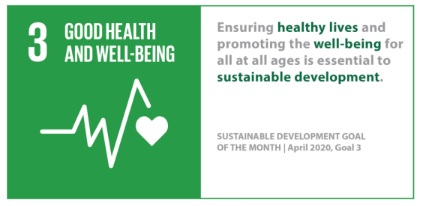 3 GOOD HEALTH
AND WELL-BEING
Ensuring healthy lives and
promoting the well-being for
all at all ages is essential to
sustainable development.
SUSTAINABLE DEVELOPMENT GOAL
OF THE MONTH | April 2020, Goal 3